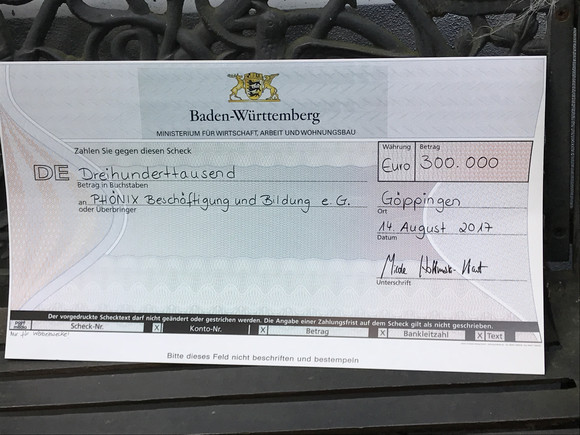 Baden-Württemberg
MINISTERIUM FÜR WIRTSCHAFT, ARBEIT UND WOHNUNGSBAU
Zahlen Sie gegen diesen Scheck
Währung Betrag
DE Dreihunderttausend Euro 300.000
Betrag in Buchstaben
an PHÖNIX Beschäftigung und Bildung e. G. Göppingen
oder Überbringer Ort
14. August 2017
Datum
Unterschrift
Der vorgedruckte Schecktext darf nicht geändert oder gestrichen werden. Die Angabe einer Zahlungsfrist auf dem Scheck gilt als nicht geschrieben.
Scheck-Nr. X Konto-Nr. X Betrag X Bankleitzahl X Text
Nur für Werbezwecke!
Bitte dieses Feld nicht beschriften und bestempeln